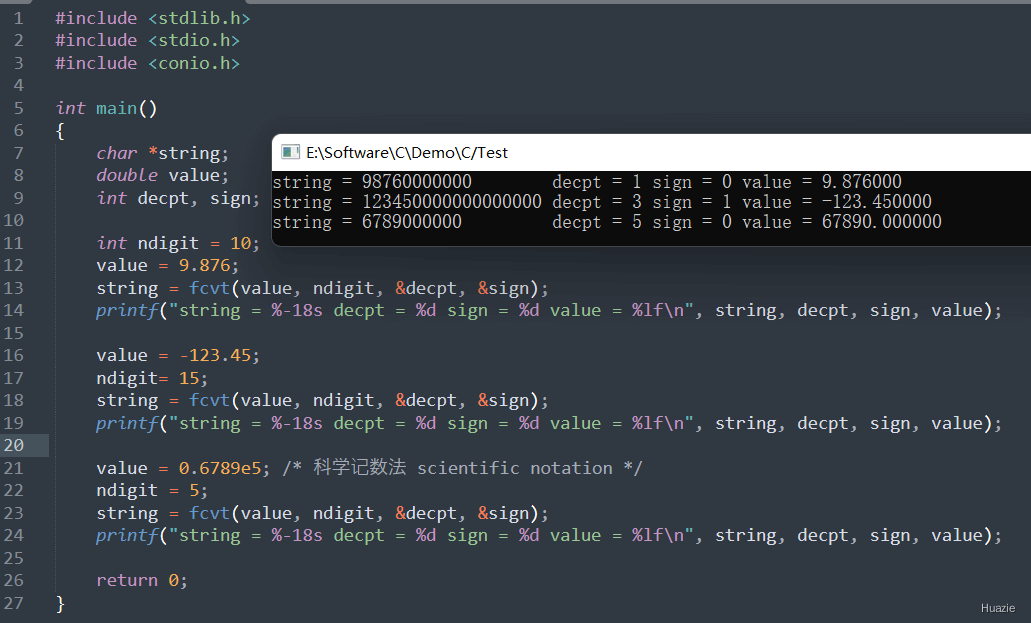 1 #include <stdlib.h>
2 #include <stdio.h>
3 #include <conio.h>
4
5 int main()
6 {
7 char *string;
8 double value;
9 int decpt, sign;
10
11 int ndigit = 10;
12 value = 9.876;
13 string = fcvt(value, ndigit, &decpt, &sign);
14 printf("string = %-18s decpt = %d sign = %d value = %lf\n", string, decpt, sign, value);
15
16 value = -123.45;
17 ndigit= 15;
18 string = fcvt(value, ndigit, &decpt, &sign);
19 printf("string = %-18s decpt = %d sign = %d value = %lf\n", string, decpt, sign, value);
20
21 value = 0.6789e5; /* 科学记数法 scientific notation */
22 ndigit = 5;
23 string = fcvt(value, ndigit, &decpt, &sign);
24 printf("string = %-18s decpt = %d sign = %d value = %lf\n", string, decpt, sign, value);
25
26 return 0;
27 }
E:\Software\C\Demo\C/Test
string = 98760000000 decpt = 1 sign = 0 value = 9.876000
string = 123450000000000000 decpt = 3 sign = 1 value = -123.450000
string = 6789000000 decpt = 5 sign = 0 value = 67890.000000
Huazie